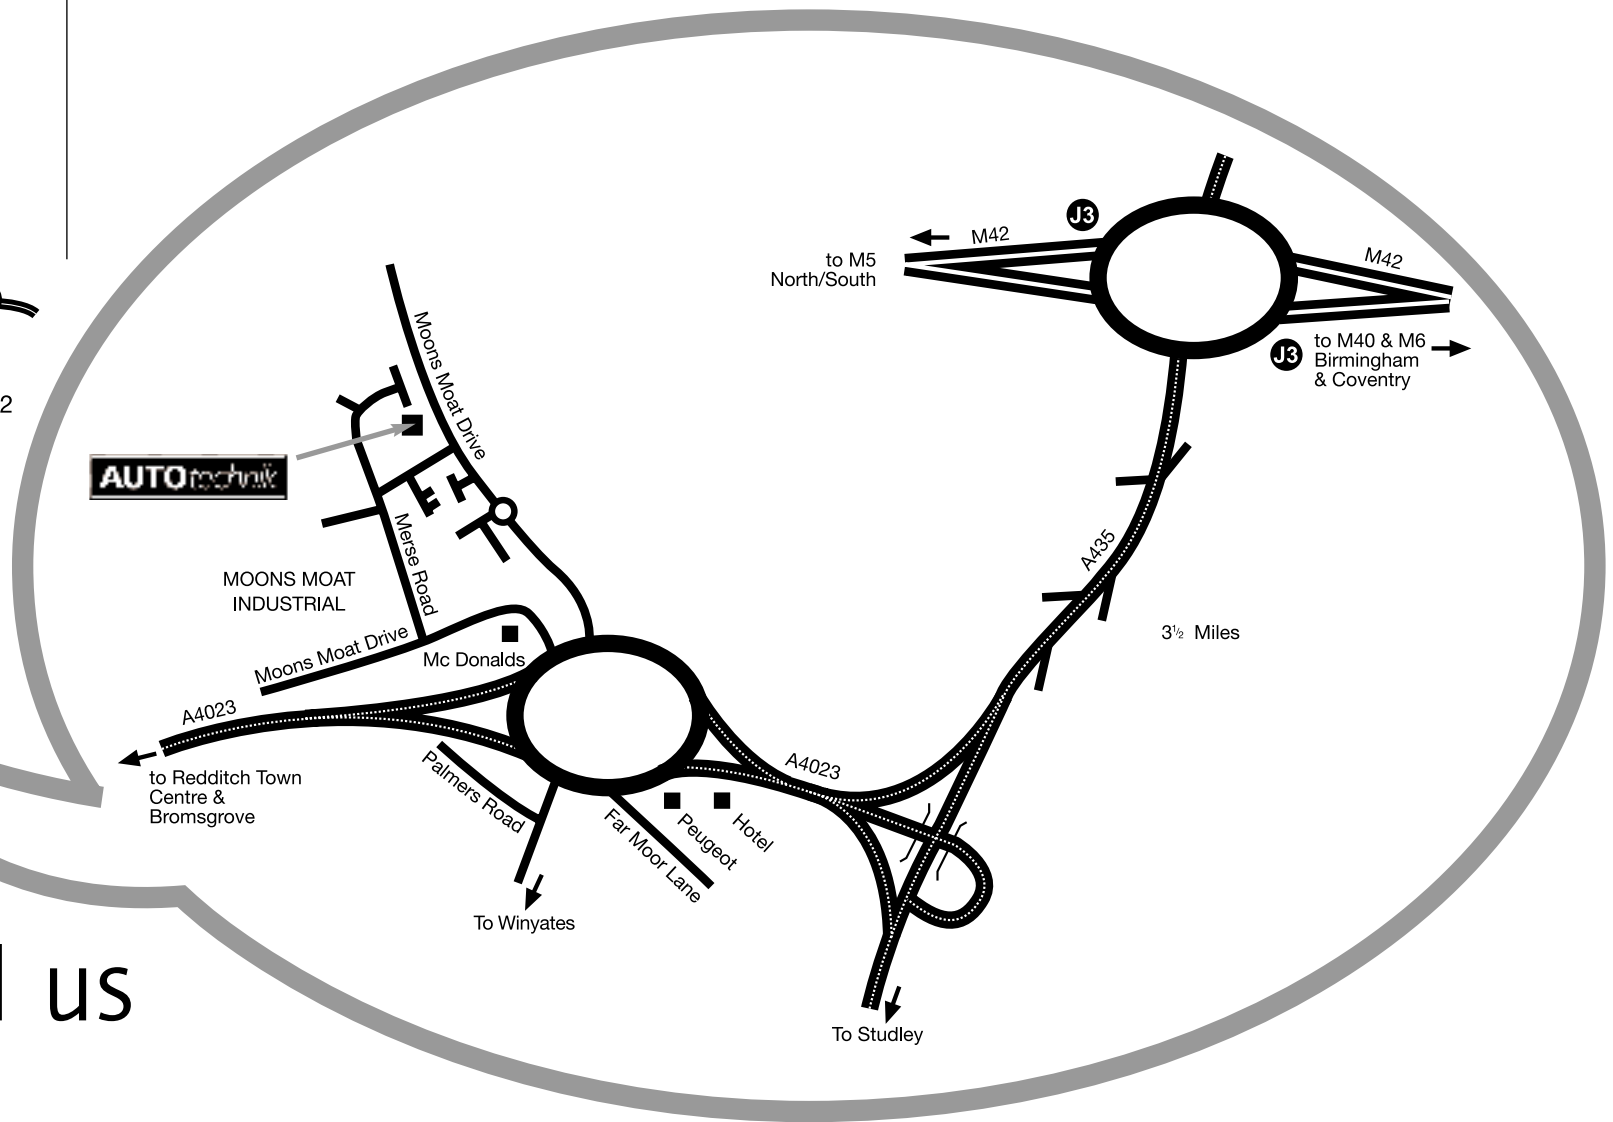 J3
M42
to M5
North/South
M42
J3
to M40 & M6
Birmingham
& Coventry
Moons Moat Drive
2
AUTOtechnik
Merse Road
A435
MOONS MOAT
INDUSTRIAL
3½ Miles
Moons Moat Drive
Mc Donalds
A4023
A4023
to Redditch Town
Centre &
Bromsgrove
Palmers Road
Far Moor Lane
Peugeot
Hotel
To Winyates
us
To Studley